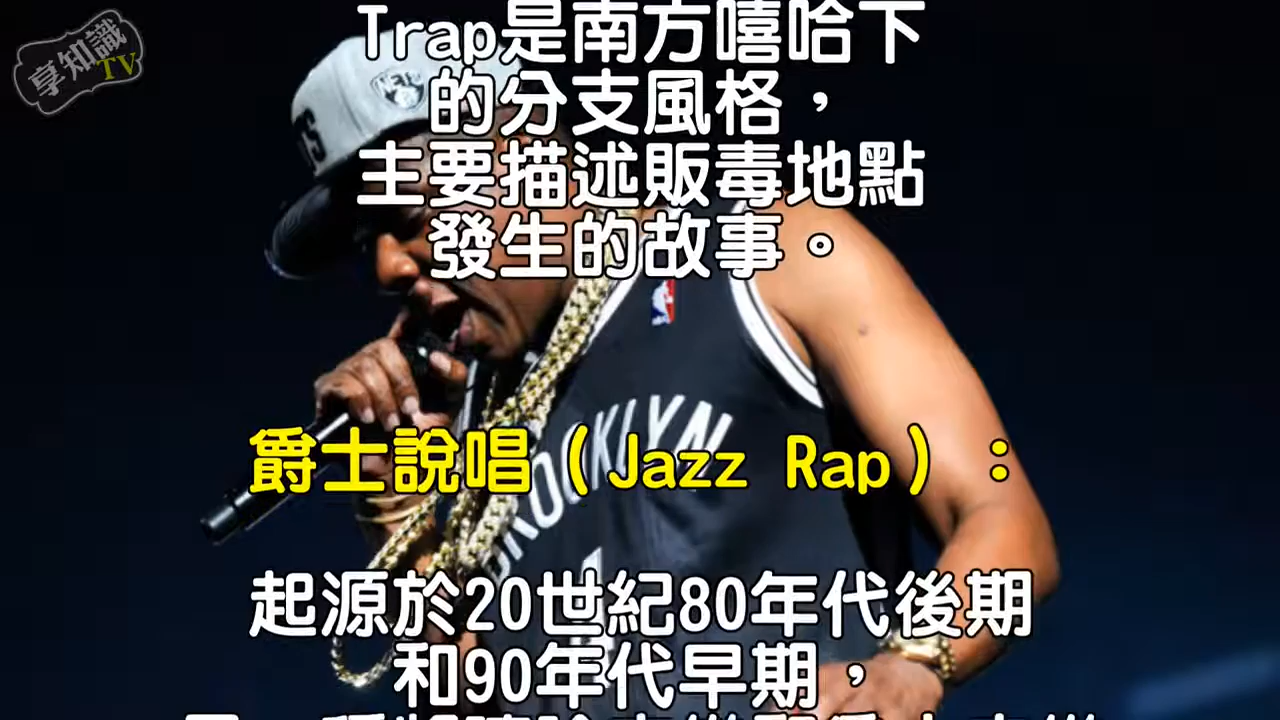 享知識
TV
Trap是南方嘻哈下
的分支風格，
主要描述販毒地點
發生的故事。
爵士說唱（Jazz Rap）：
BROOKLYN
起源於20世紀80年代後期
和90年代早期，